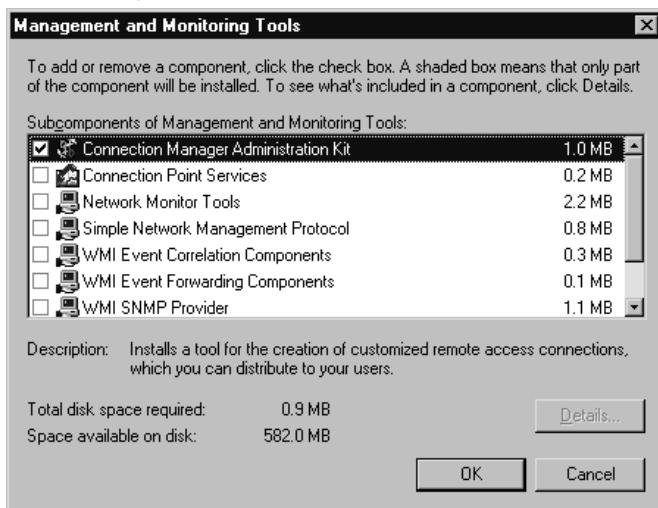 Management and Monitoring Tools
To add or remove a component, click the check box. A shaded box means that only part
of the component will be installed. To see what's included in a component, click Details.
Subcomponents of Management and Monitoring Tools:
Connection Manager Administration Kit 1.0 MB
Connection Point Services 0.2 MB
Network Monitor Tools 2.2 MB
Simple Network Management Protocol 0.8 MB
WMI Event Correlation Components 0.3 MB
WMI Event Forwarding Components 0.1 MB
WMI SNMP Provider 1.1 MB
Description: Installs a tool for the creation of customized remote access connections,
which you can distribute to your users.
Total disk space required: 0.9 MB
Space available on disk: 582.0 MB
Details...
OK Cancel